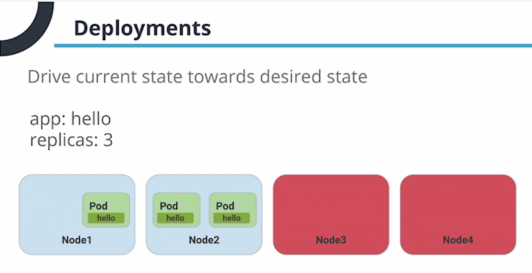 Deployments
Drive current state towards desired state
app: hello
replicas: 3
Pod
hello
Node1
Pod
hello
Pod
hello
Node2
Node3
Node4